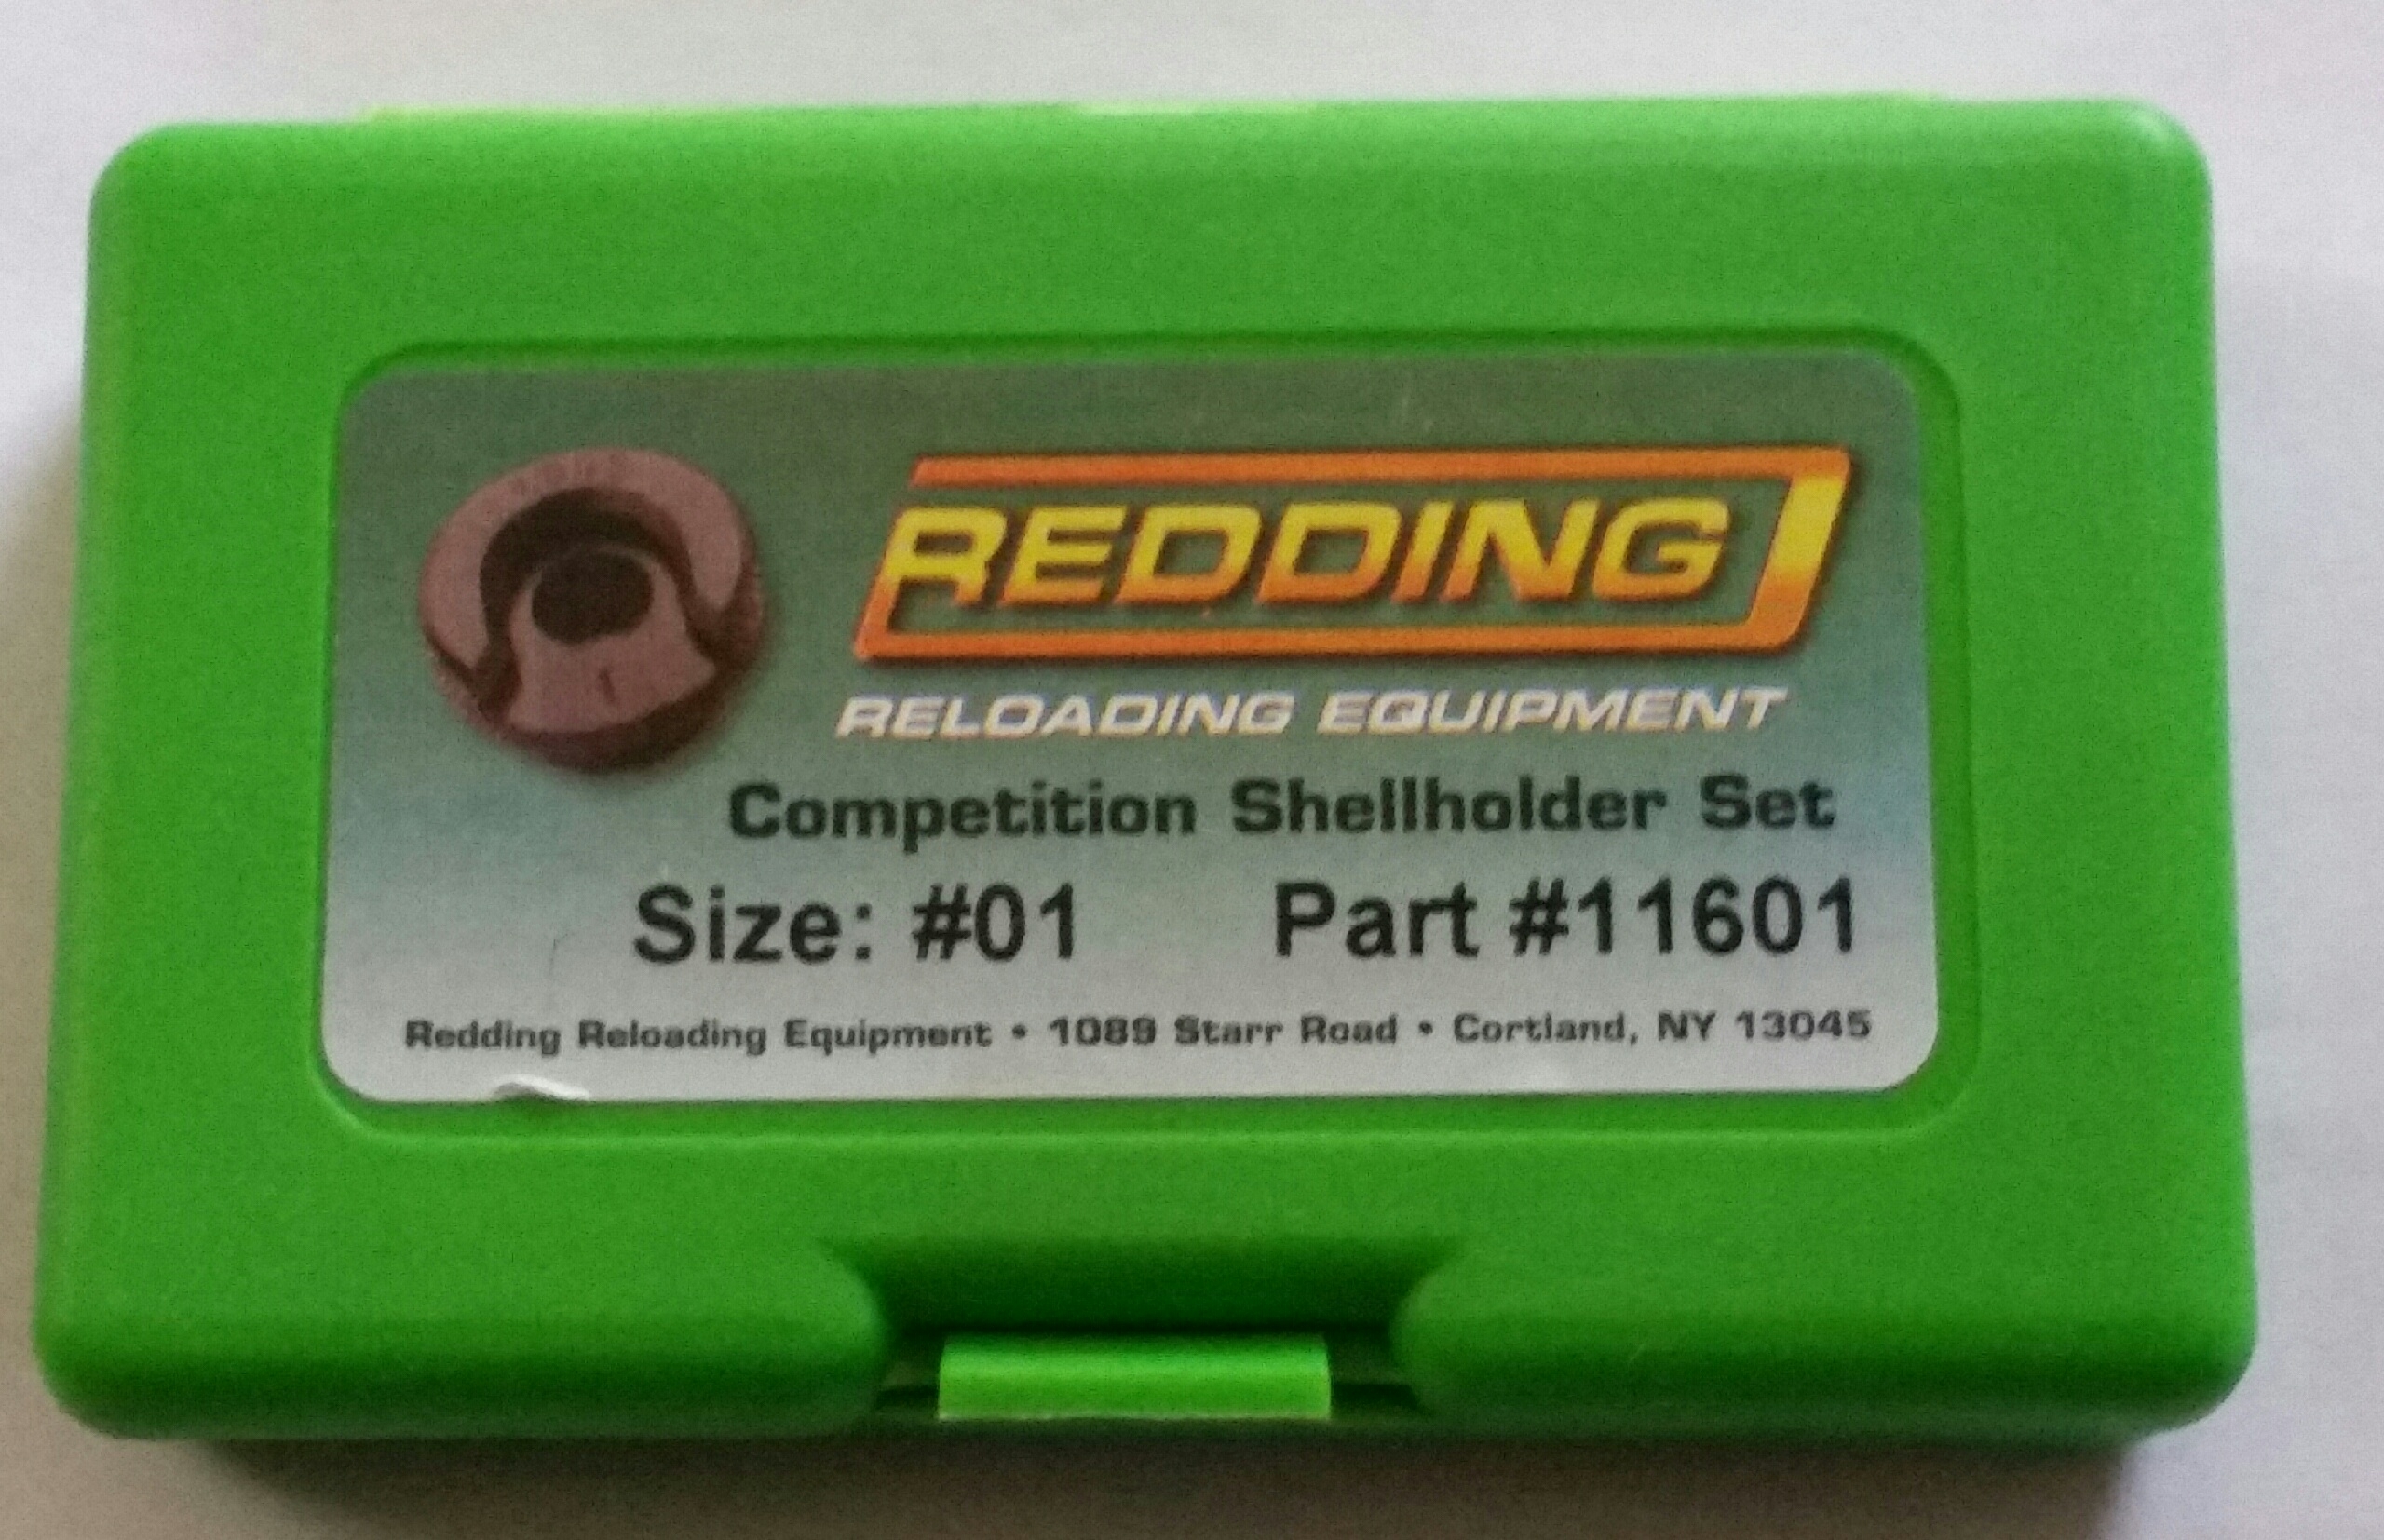 REDDING
RELOADING EQUIPMENT
Competition Shellholder Set
Size: #01 Part #11601
Redding Reloading Equipment • 1089 Starr Road • Cortland, NY 13045